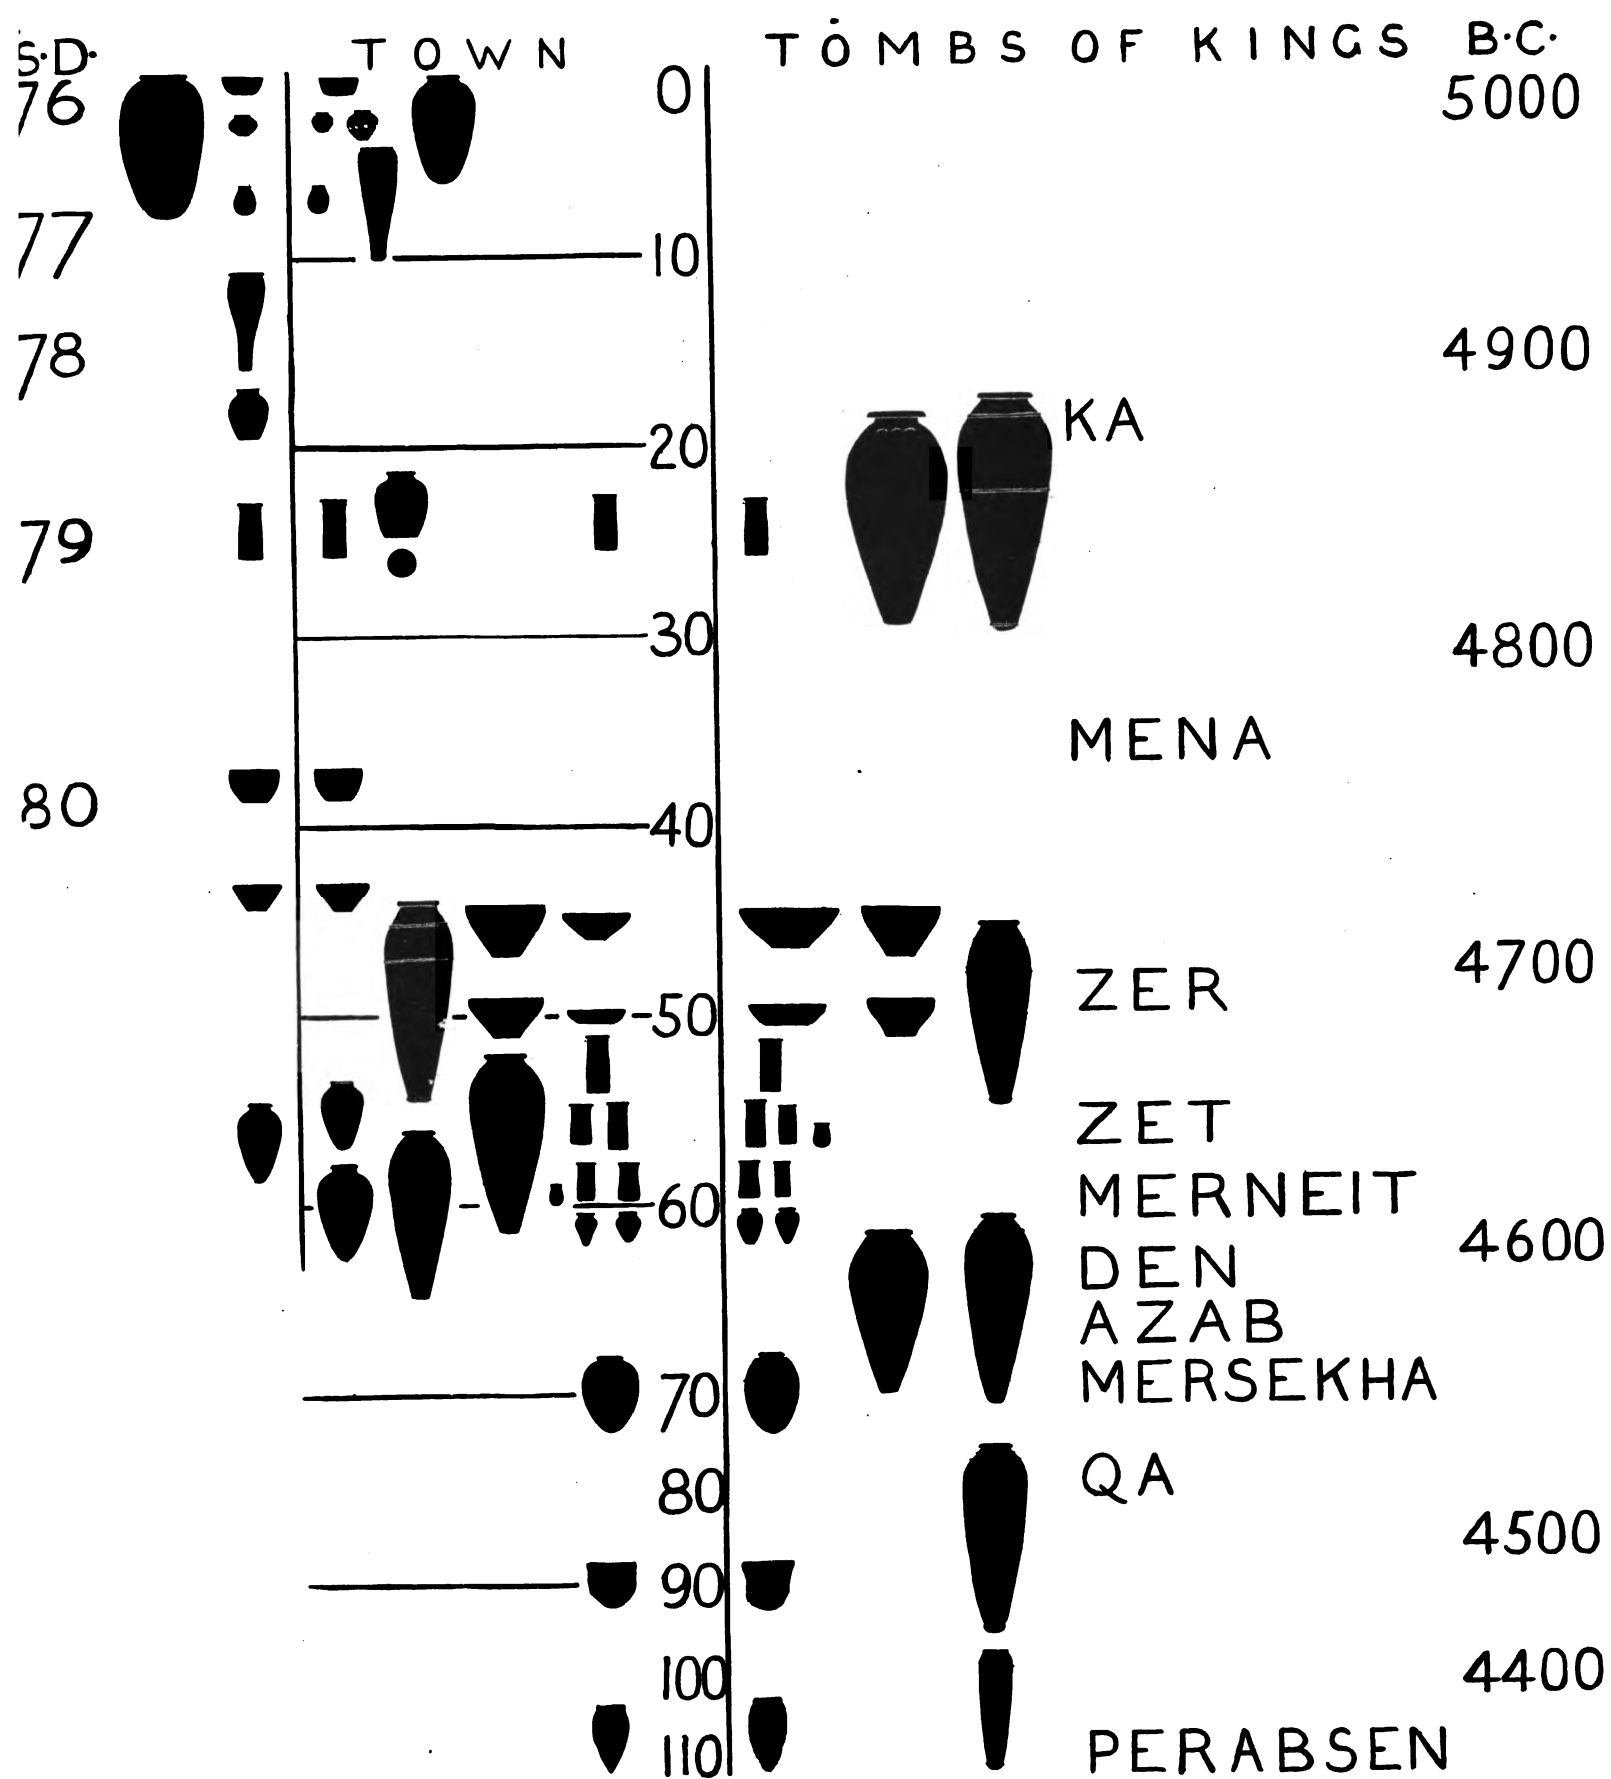 S.D. TOWN TOMBS OF KINGS B.C.
76 0 5000
77 10
78 4900
KA
20
79
30 4800
MENA
80 40
4700
ZER
50
ZET
MERNEIT
60
4600
DEN
AZAB
MERSEKHA
70
QA
80
4500
90
100 4400
110 PERABSEN